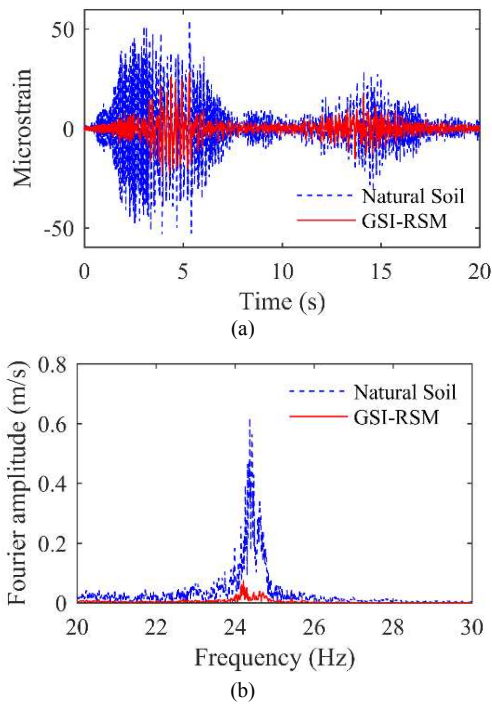 50
0
-50
Microstrain
Natural Soil
GSI-RSM
0 5 10 15 20
Time (s)
(a)
0.8
0.6
0.4
0.2
0
Fourier amplitude (m/s)
Natural Soil
GSI-RSM
20 22 24 26 28 30
Frequency (Hz)
(b)